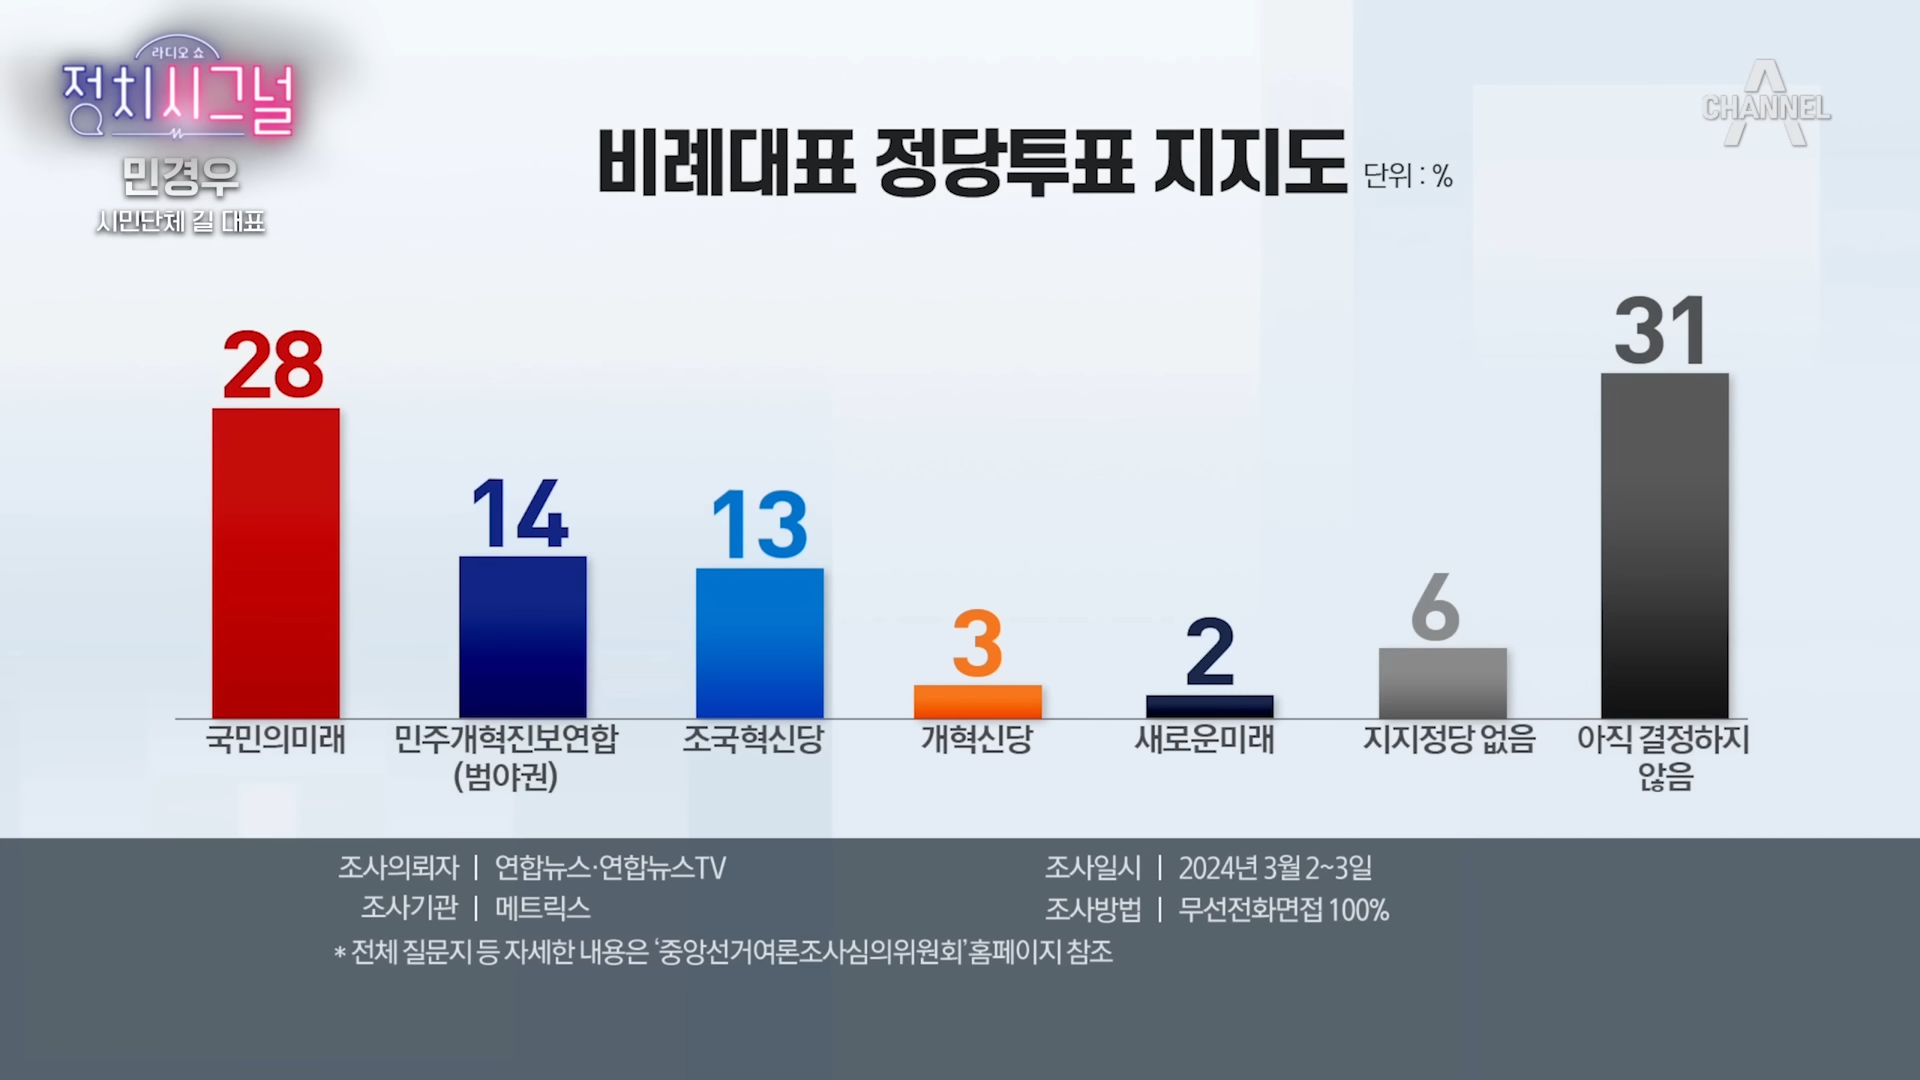 라디오 쇼
정치시그널
민경우
시민단체 길 대표
CHANNEL A
비례대표 정당투표 지지도 단위 : %
28
14
13
3
2
6
31
국민의미래
민주개혁진보연합
(범야권)
조국혁신당
개혁신당
새로운미래
지지정당 없음
아직 결정하지
않음
조사의뢰자 | 연합뉴스·연합뉴스TV
조사기관 | 메트릭스
조사일시 | 2024년 3월 2~3일
조사방법 | 무선전화면접 100%
* 전체 질문지 등 자세한 내용은 ‘중앙선거여론조사심의위원회’ 홈페이지 참조